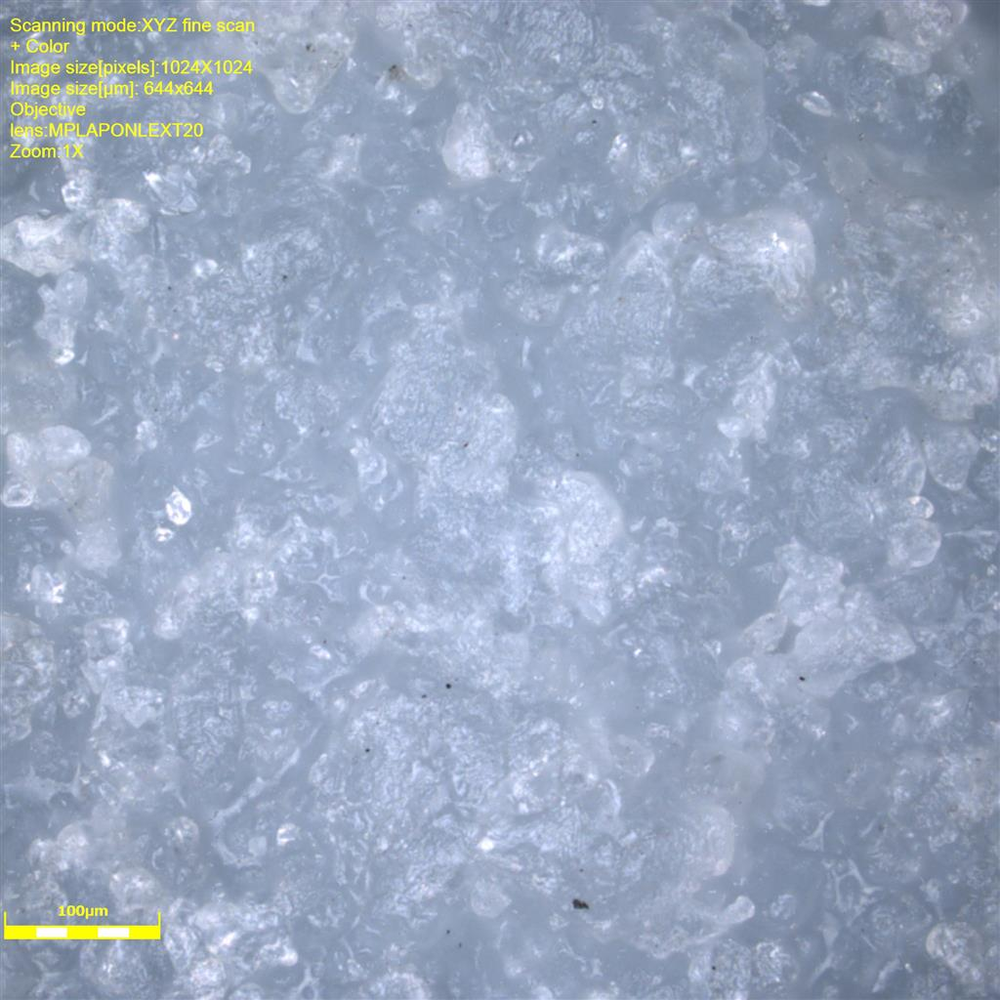 Scanning mode:XYZ fine scan
+ Color
Image size[pixels]:1024X1024
Image size[µm]: 644x644
Objective
lens:MPLAPONLEXT20
Zoom:1X
100µm